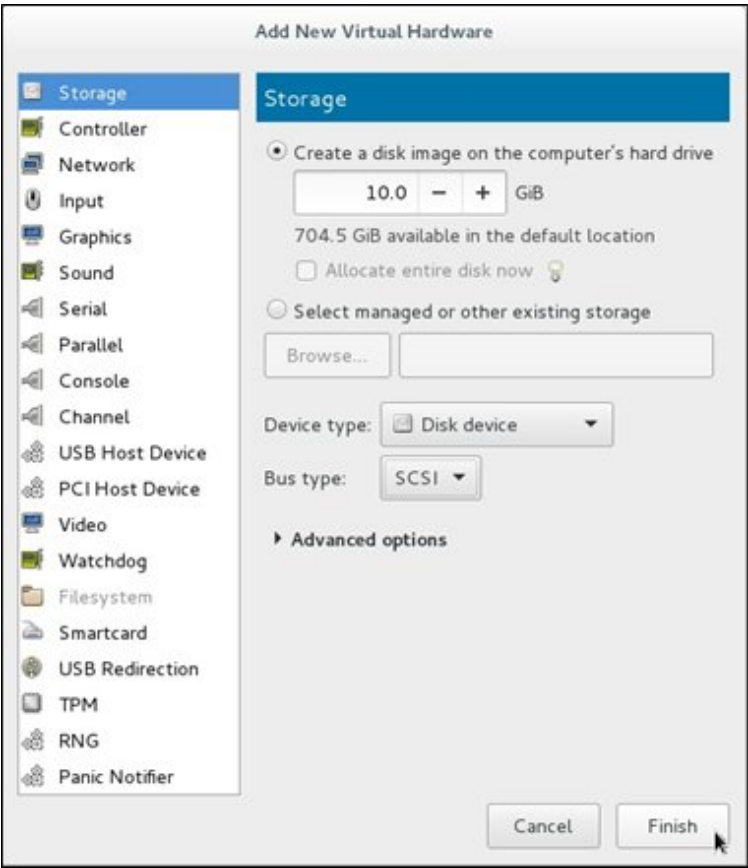 Add New Virtual Hardware
Storage
Controller
Network
Input
Graphics
Sound
Serial
Parallel
Console
Channel
USB Host Device
PCI Host Device
Video
Watchdog
Filesystem
Smartcard
USB Redirection
TPM
RNG
Panic Notifier
Storage
Create a disk image on the computer's hard drive
10.0 − + GiB
704.5 GiB available in the default location
Allocate entire disk now
Select managed or other existing storage
Browse...
Device type: Disk device
Bus type: SCSI
Advanced options
Cancel Finish